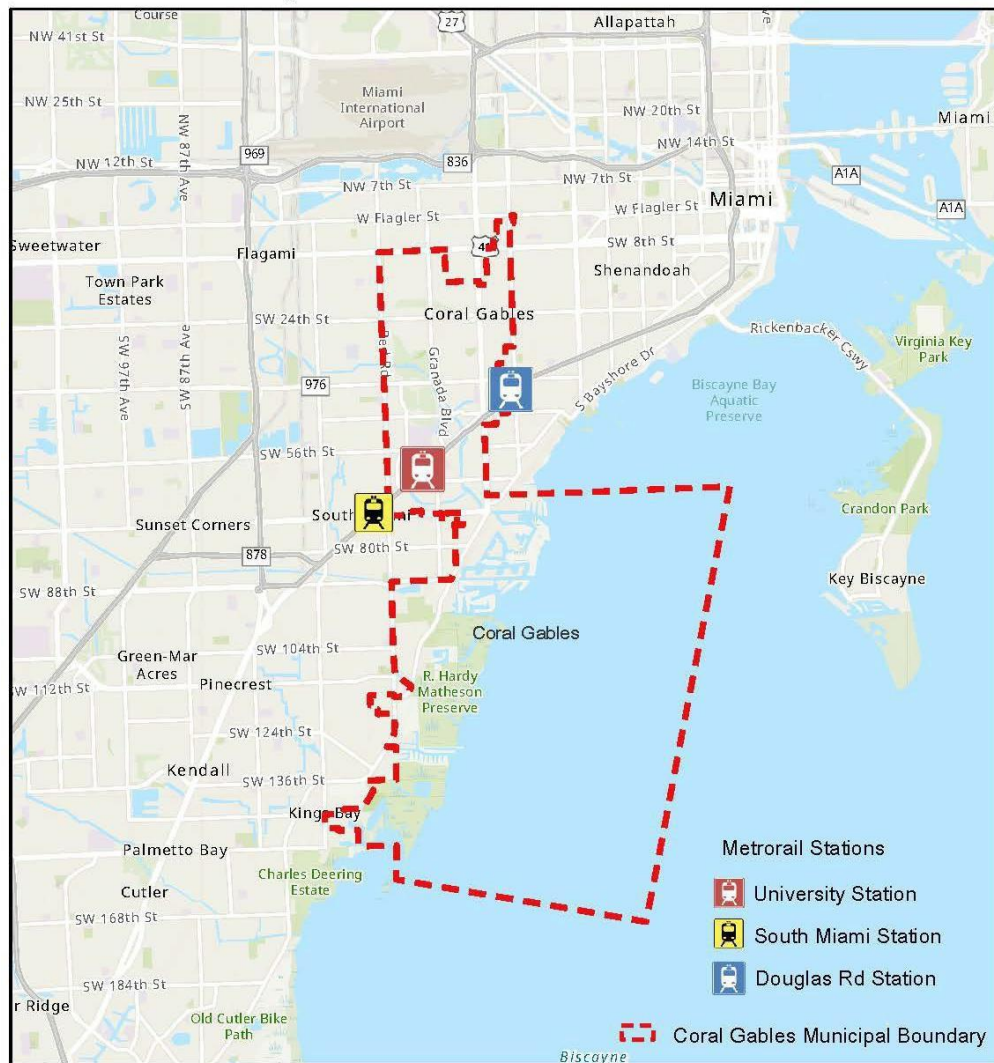 Course
27
Allapattah
NW 41st St
Miami
International
Airport
NW 25th St
NW 87th
Ave
NW 20th St
Miami
NW 14th St
NW 12th St
969
836
A1A
NW 7th St
NW 7th St
Miami
A1A
W Flagler St
W Flagler St
Sweetwater
Flagami
SW 8th St
Shenandoah
Town Park
Estates
Coral Gables
SW 24th St
Rickenbacker Cswy
Virginia Key
Park
SW 97th Ave
SW 87th Ave
Red Rd
Granada Blvd
S Bayshore Dr
976
Biscayne Bay
Aquatic
Preserve
SW 56th St
Crandon Park
Sunset Corners
SW 80th St
878
Key Biscayne
SW 88th St
Coral Gables
SW 104th St
Green-Mar
Acres
R. Hardy
Matheson
Preserve
SW 112th St
Pinecrest
SW 124th St
Kendall
SW 136th St
Kings Bay
Palmetto Bay
Metrorail Stations
Charles Deering
Estate
Cutler
University Station
SW 168th St
South Miami Station
SW 184th St
Douglas Rd Station
r Ridge
Old Cutler Bike
Path
Coral Gables Municipal Boundary
Biscayne